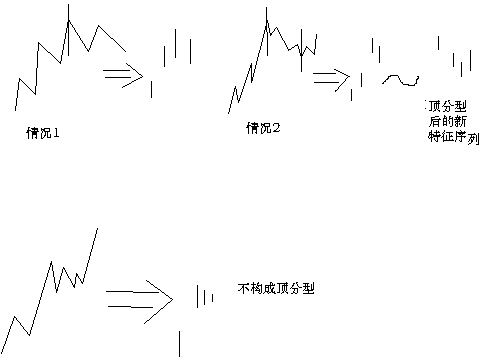 情况1
情况2
顶分型
后的新
特征序列
不构成顶分型